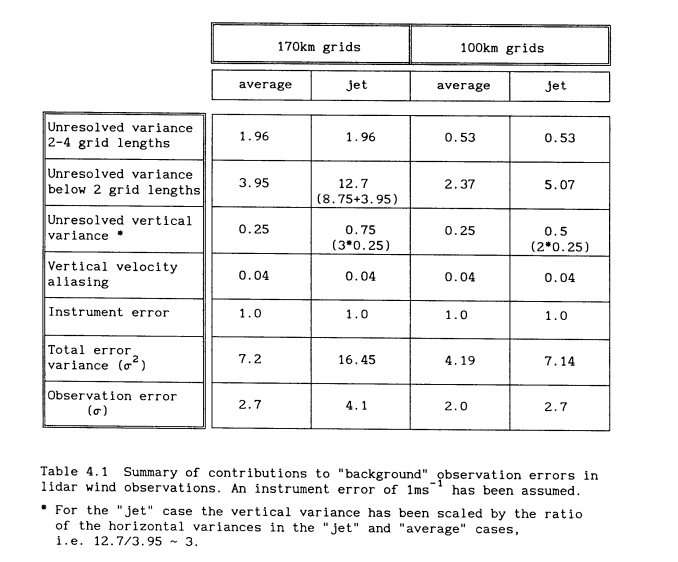 170km grids 100km grids
average jet average jet
Unresolved variance
2-4 grid lengths 1.96 1.96 0.53 0.53
Unresolved variance
below 2 grid lengths 3.95 12.7 2.37 5.07
(8.75+3.95)
Unresolved vertical
variance * 0.25 0.75 0.25 0.5
(3*0.25) (2*0.25)
Vertical velocity
aliasing 0.04 0.04 0.04 0.04
Instrument error 1.0 1.0 1.0 1.0
Total error
variance (σ²) 7.2 16.45 4.19 7.14
Observation error
(σ) 2.7 4.1 2.0 2.7
Table 4.1 Summary of contributions to "background" observation errors in
lidar wind observations. An instrument error of 1ms⁻¹ has been assumed.
* For the "jet" case the vertical variance has been scaled by the ratio
of the horizontal variances in the "jet" and "average" cases,
i.e. 12.7/3.95 ~ 3.